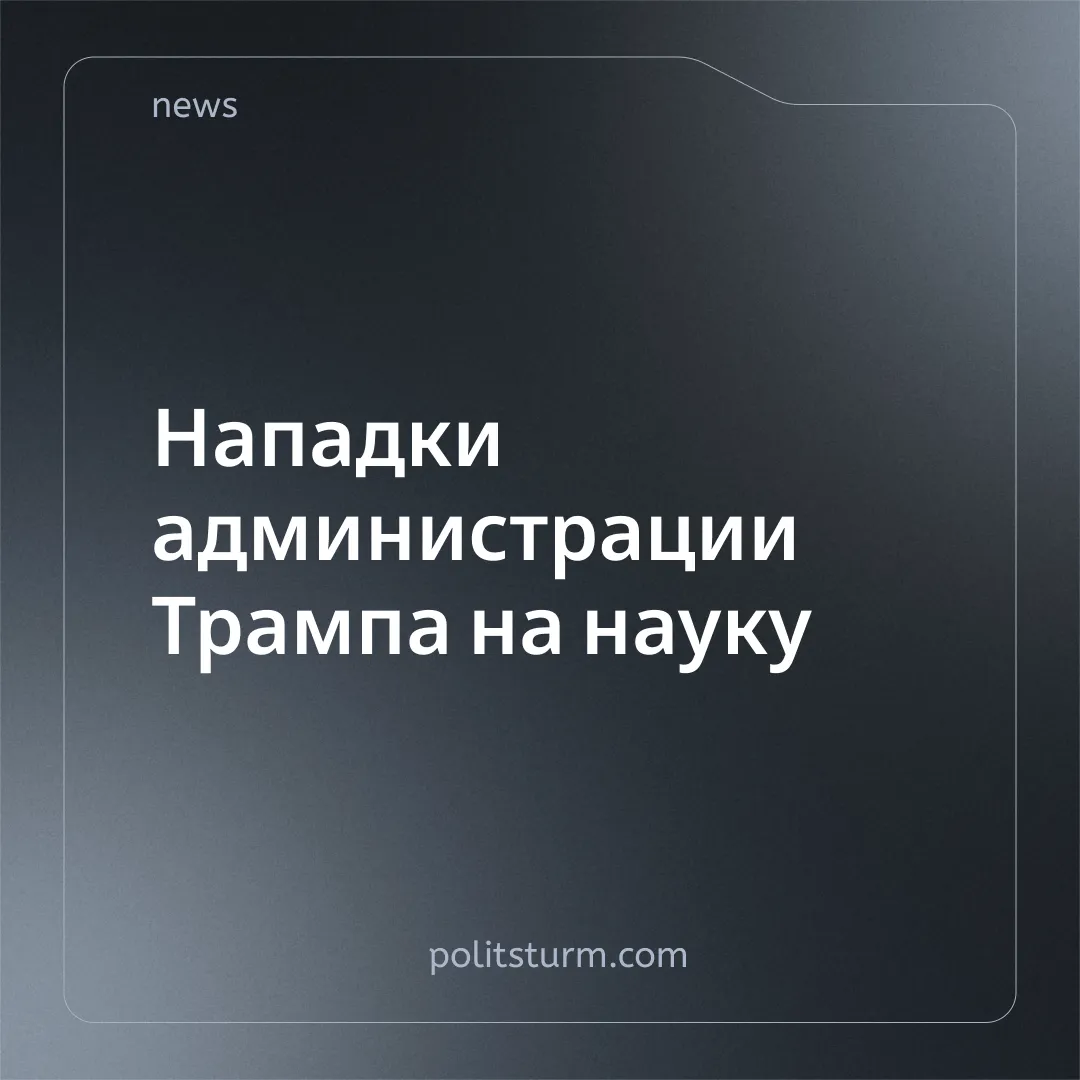 news
Нападки
администрации
Трампа на науку
politsturm.com